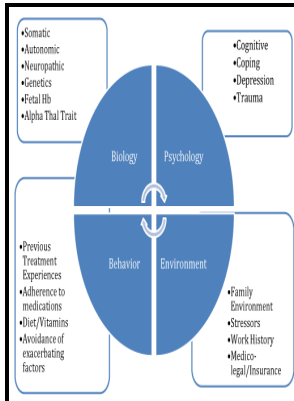 •Somatic
•Autonomic
•Neuropathic
•Genetics
•Fetal Hb
•Alpha Thal Trait
•Cognitive
•Coping
•Depression
•Trauma
Biology
Psychology
Behavior
Environment
•Previous
Treatment
Experiences
•Adherence to
medications
•Diet/Vitamins
•Avoidance of
exacerbating
factors
•Family
Environment
•Stressors
•Work History
•Medico-
legal/Insurance